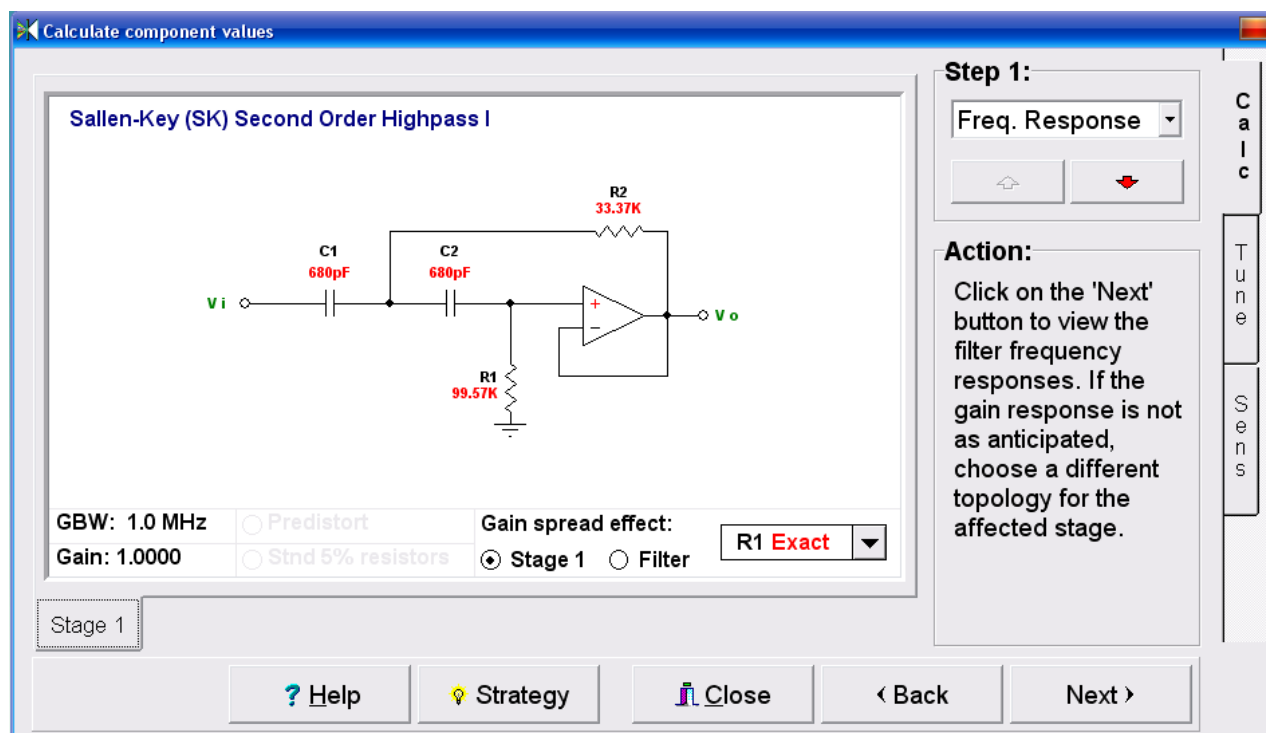 Calculate component values
Sallen-Key (SK) Second Order Highpass I
R2
33.37K
C1
680pF
C2
680pF
Vi
+
−
Vo
R1
99.57K
GBW: 1.0 MHz
Predistort
Gain spread effect:
Gain: 1.0000
Stnd 5% resistors
Stage 1
Filter
R1 Exact
Stage 1
Step 1:
Freq. Response
Action:
Click on the 'Next'
button to view the
filter frequency
responses. If the
gain response is not
as anticipated,
choose a different
topology for the
affected stage.
Calc
Tune
Sens
? Help
Strategy
Close
‹ Back
Next ›